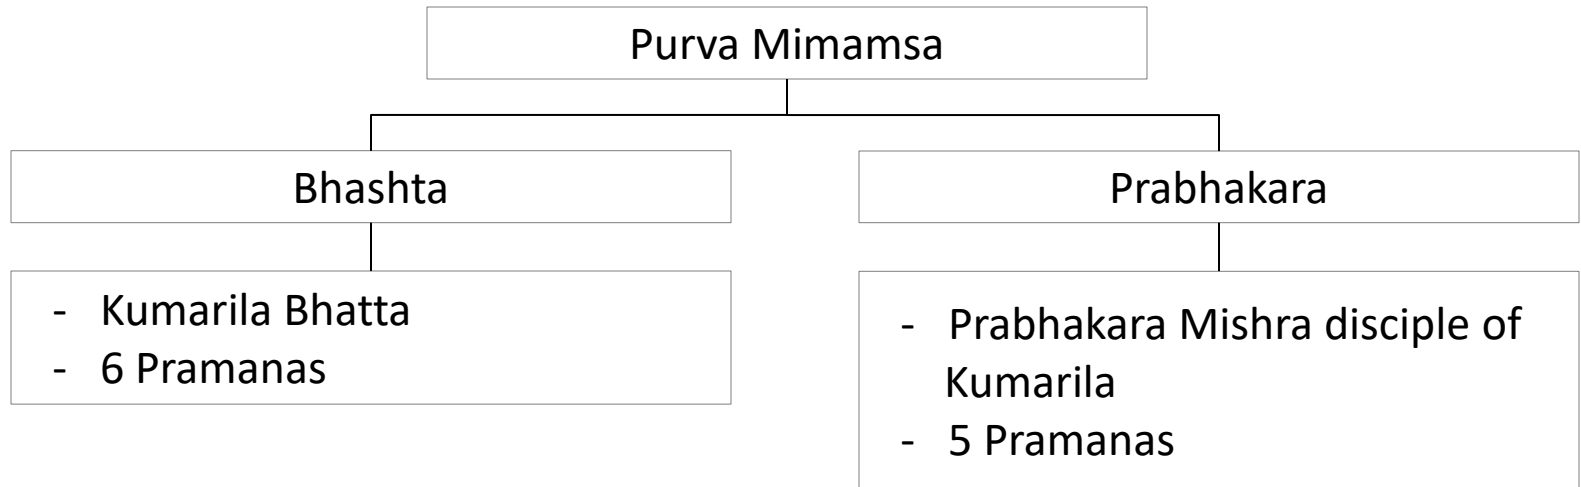 Purva Mimamsa
Bhashta
- Kumarila Bhatta
- 6 Pramanas
Prabhakara
- Prabhakara Mishra disciple of
Kumarila
- 5 Pramanas